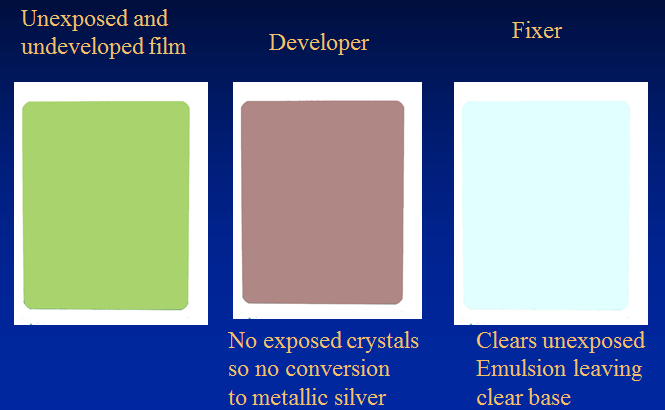 Unexposed and
undeveloped film
Developer
Fixer
No exposed crystals
so no conversion
to metallic silver
Clears unexposed
Emulsion leaving
clear base